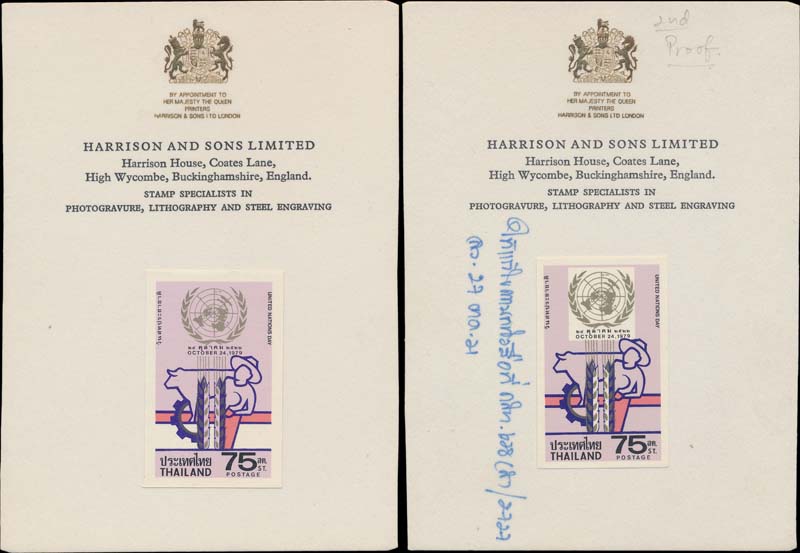 BY APPOINTMENT TO
HER MAJESTY THE QUEEN
PRINTERS
HARRISON & SONS LTD LONDON
HARRISON AND SONS LIMITED
Harrison House, Coates Lane,
High Wycombe, Buckinghamshire, England.
STAMP SPECIALISTS IN
PHOTOGRAVURE, LITHOGRAPHY AND STEEL ENGRAVING
วันสหประชาชาติ
UNITED NATIONS DAY
๒๔ ตุลาคม ๒๕๒๒
OCTOBER 24, 1979
ประเทศไทย
THAILAND
75 สต.
ST.
POSTAGE
2nd
Proof.
BY APPOINTMENT TO
HER MAJESTY THE QUEEN
PRINTERS
HARRISON & SONS LTD LONDON
HARRISON AND SONS LIMITED
Harrison House, Coates Lane,
High Wycombe, Buckinghamshire, England.
STAMP SPECIALISTS IN
PHOTOGRAVURE, LITHOGRAPHY AND STEEL ENGRAVING
วันสหประชาชาติ
UNITED NATIONS DAY
๒๔ ตุลาคม ๒๕๒๒
OCTOBER 24, 1979
ประเทศไทย
THAILAND
75 สต.
ST.
POSTAGE